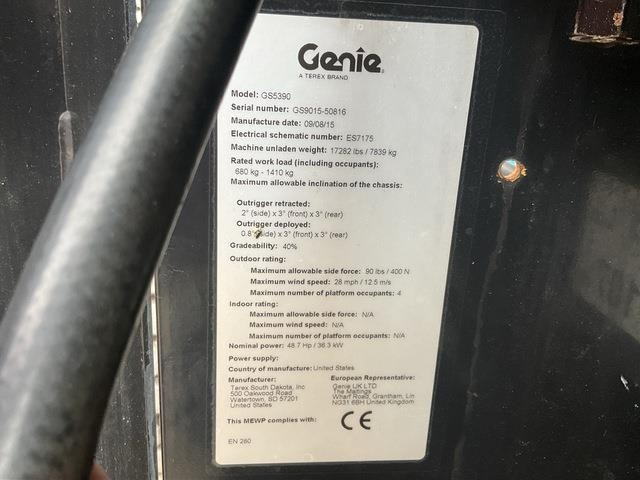 Genie
A TEREX BRAND
Model: GS5390
Serial number: GS9015-50816
Manufacture date: 09/08/15
Electrical schematic number: ES7175
Machine unladen weight: 17282 lbs / 7839 kg
Rated work load (including occupants):
680 kg - 1410 kg
Maximum allowable inclination of the chassis:
Outrigger retracted:
2° (side) x 3° (front) x 3° (rear)
Outrigger deployed:
0.8° (side) x 3° (front) x 3° (rear)
Gradeability: 40%
Outdoor rating:
Maximum allowable side force: 90 lbs / 400 N
Maximum wind speed: 28 mph / 12.5 m/s
Maximum number of platform occupants: 4
Indoor rating:
Maximum allowable side force: N/A
Maximum wind speed: N/A
Maximum number of platform occupants: N/A
Nominal power: 48.7 Hp / 36.3 kW
Power supply:
Country of manufacture: United States
Manufacturer: European Representative:
Terex South Dakota, Inc Genie UK LTD
500 Oakwood Road The Maltings
Watertown, SD 57201 Wharf Road, Grantham, Lin
United States NG31 6BH United Kingdom
This MEWP complies with: CE
EN 280